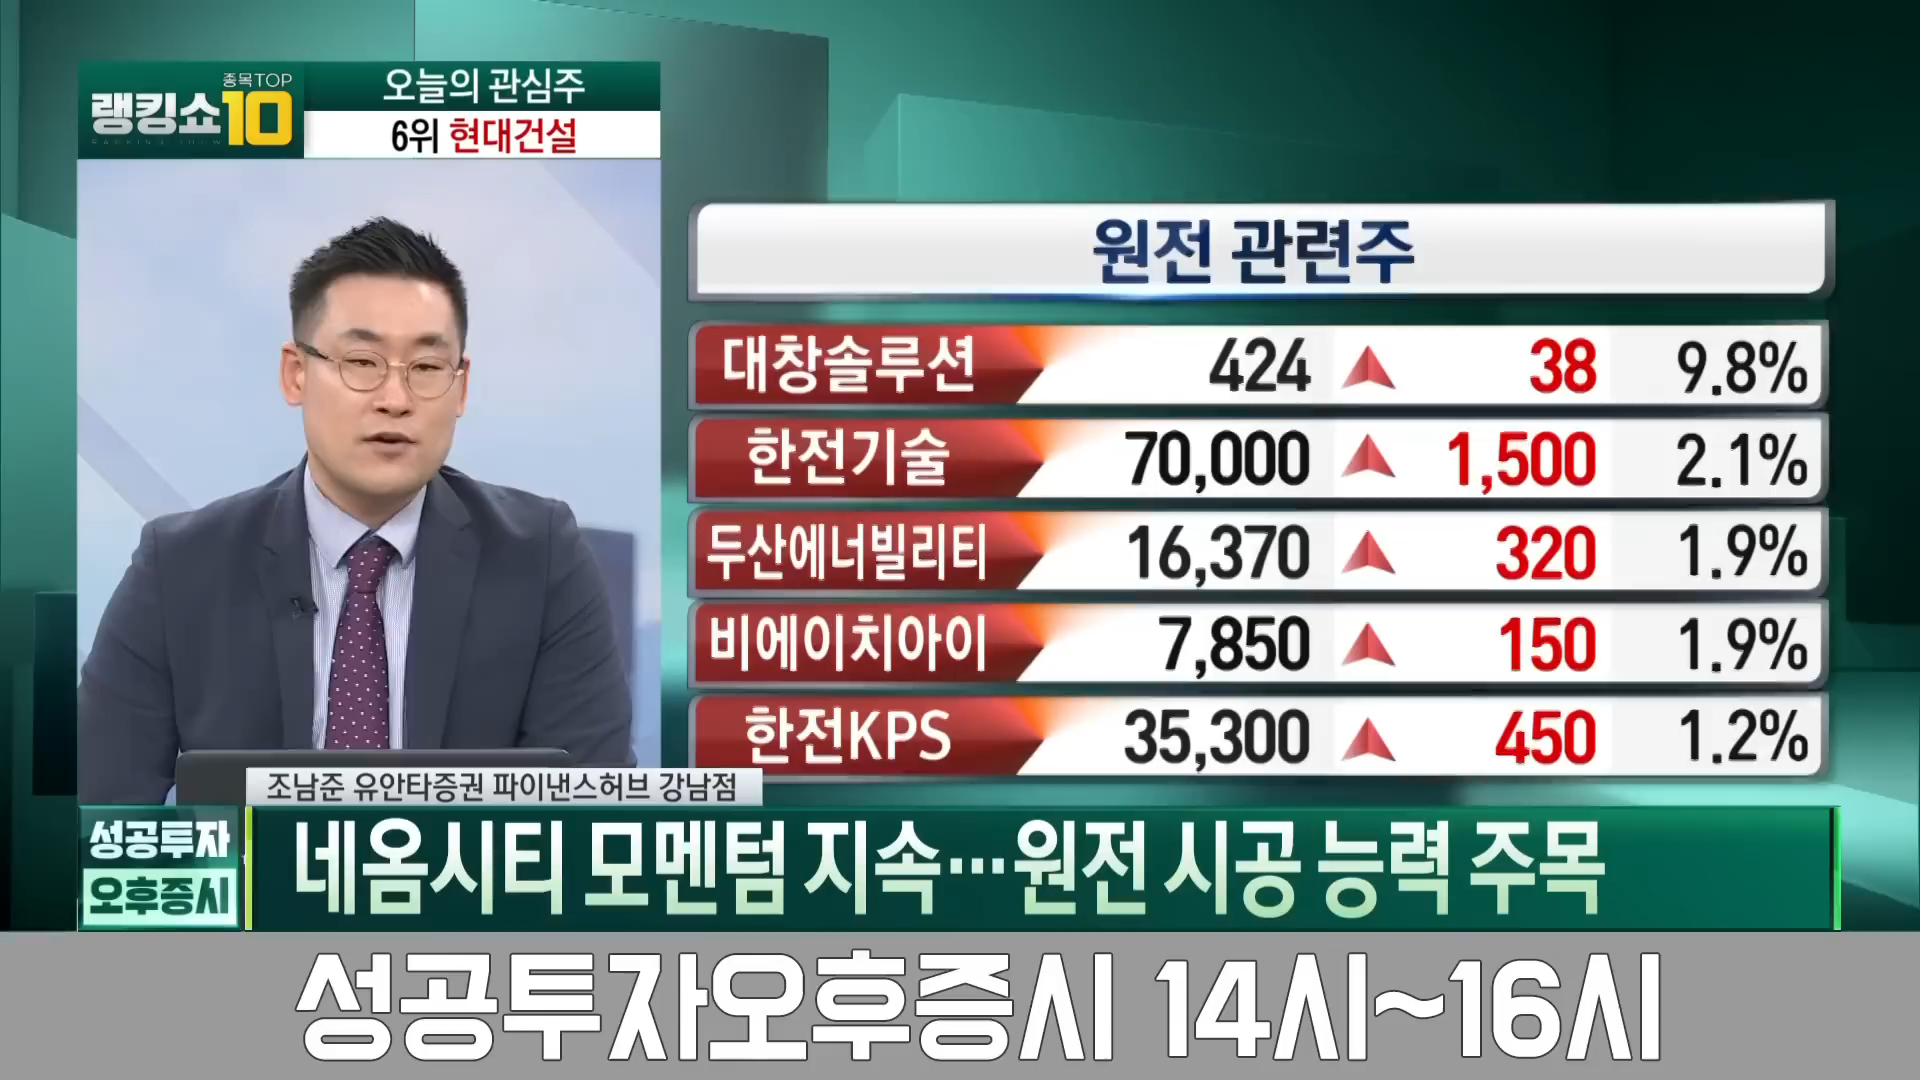 종목TOP
랭킹쇼10
RANKING SHOW
오늘의 관심주
6위 현대건설
원전 관련주
대창솔루션 424 ▲ 38 9.8%
한전기술 70,000 ▲ 1,500 2.1%
두산에너빌리티 16,370 ▲ 320 1.9%
비에이치아이 7,850 ▲ 150 1.9%
한전KPS 35,300 ▲ 450 1.2%
조남준 유안타증권 파이낸스허브 강남점
성공투자
오후증시
네옴시티 모멘텀 지속…원전 시공 능력 주목
성공투자오후증시 14시~16시